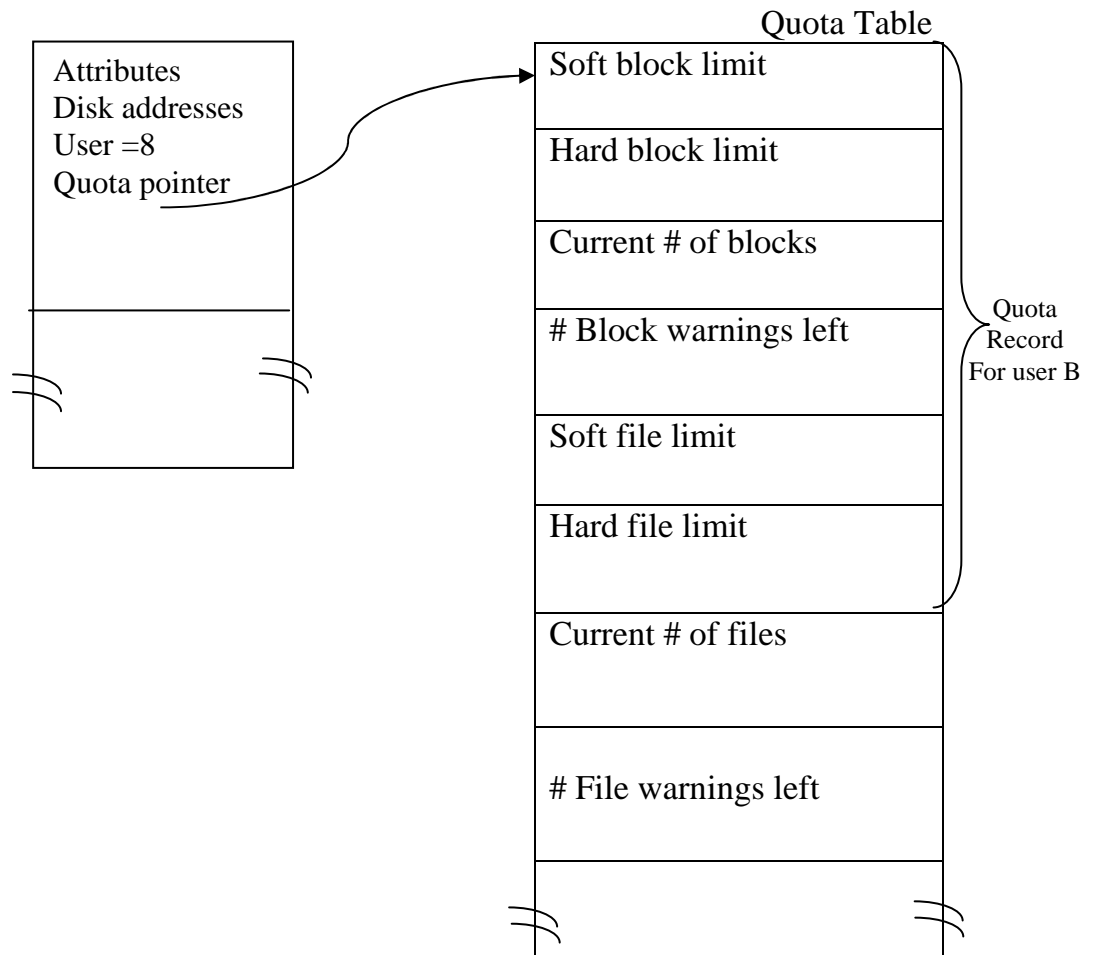 Quota Table
Attributes
Disk addresses
User =8
Quota pointer
Soft block limit
Hard block limit
Current # of blocks
# Block warnings left
Soft file limit
Hard file limit
Current # of files
# File warnings left
Quota
Record
For user B